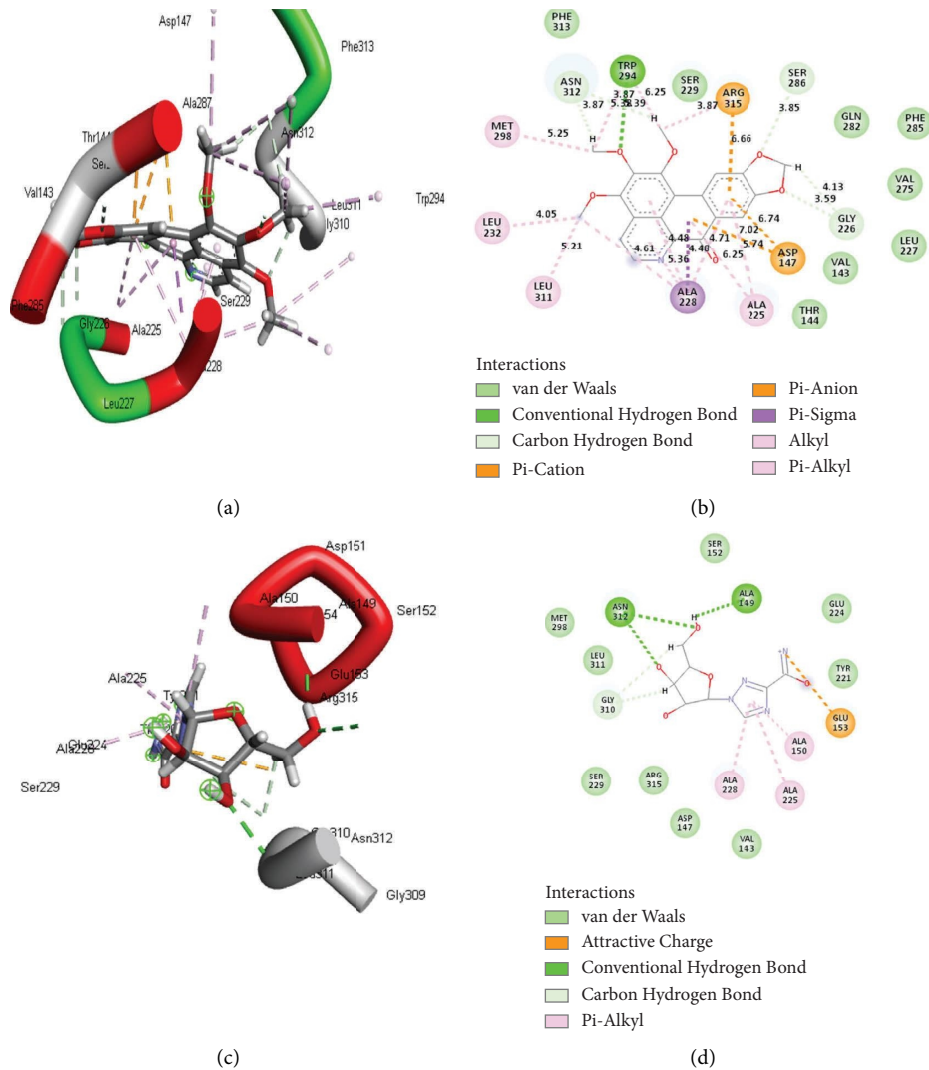 Asp147
Phe313
Ala287
Asn312
Val143
Leu311
Trp294
Phe285
Ser229
Gly226
Ala225
Leu227
(a)
PHE
313
ASN
312
TRP
294
SER
229
ARG
315
SER
286
GLN
282
PHE
285
MET
298
VAL
275
LEU
232
GLY
226
LEU
227
ASP
147
VAL
143
LEU
311
ALA
228
ALA
225
THR
144
3.87
6.25
3.87
3.87
3.85
5.25
6.66
4.13
3.59
4.05
6.74
7.02
5.21
4.61
4.48
4.71
5.74
4.40
5.36
6.25
H
H
H
Interactions
van der Waals
Conventional Hydrogen Bond
Carbon Hydrogen Bond
Pi-Cation
Pi-Anion
Pi-Sigma
Alkyl
Pi-Alkyl
(b)
Asp151
Ala150
Ala149
Ser152
Glu153
Arg315
Ala225
Ser229
Asn312
Gly309
(c)
SER
152
ASN
312
ALA
149
MET
298
GLU
224
LEU
311
TYR
221
GLY
310
GLU
153
ALA
150
SER
229
ARG
315
ALA
228
ALA
225
ASP
147
VAL
143
H
H
H
Interactions
van der Waals
Attractive Charge
Conventional Hydrogen Bond
Carbon Hydrogen Bond
Pi-Alkyl
(d)